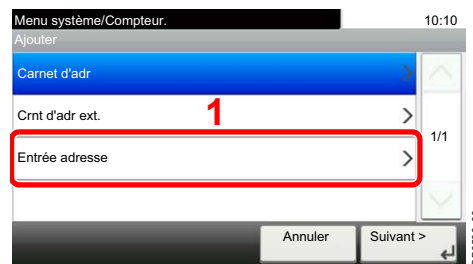 Menu système/Compteur. 10:10
Ajouter
Carnet d'adr
Crnt d'adr ext.
1
1/1
Entrée adresse
Annuler
Suivant >